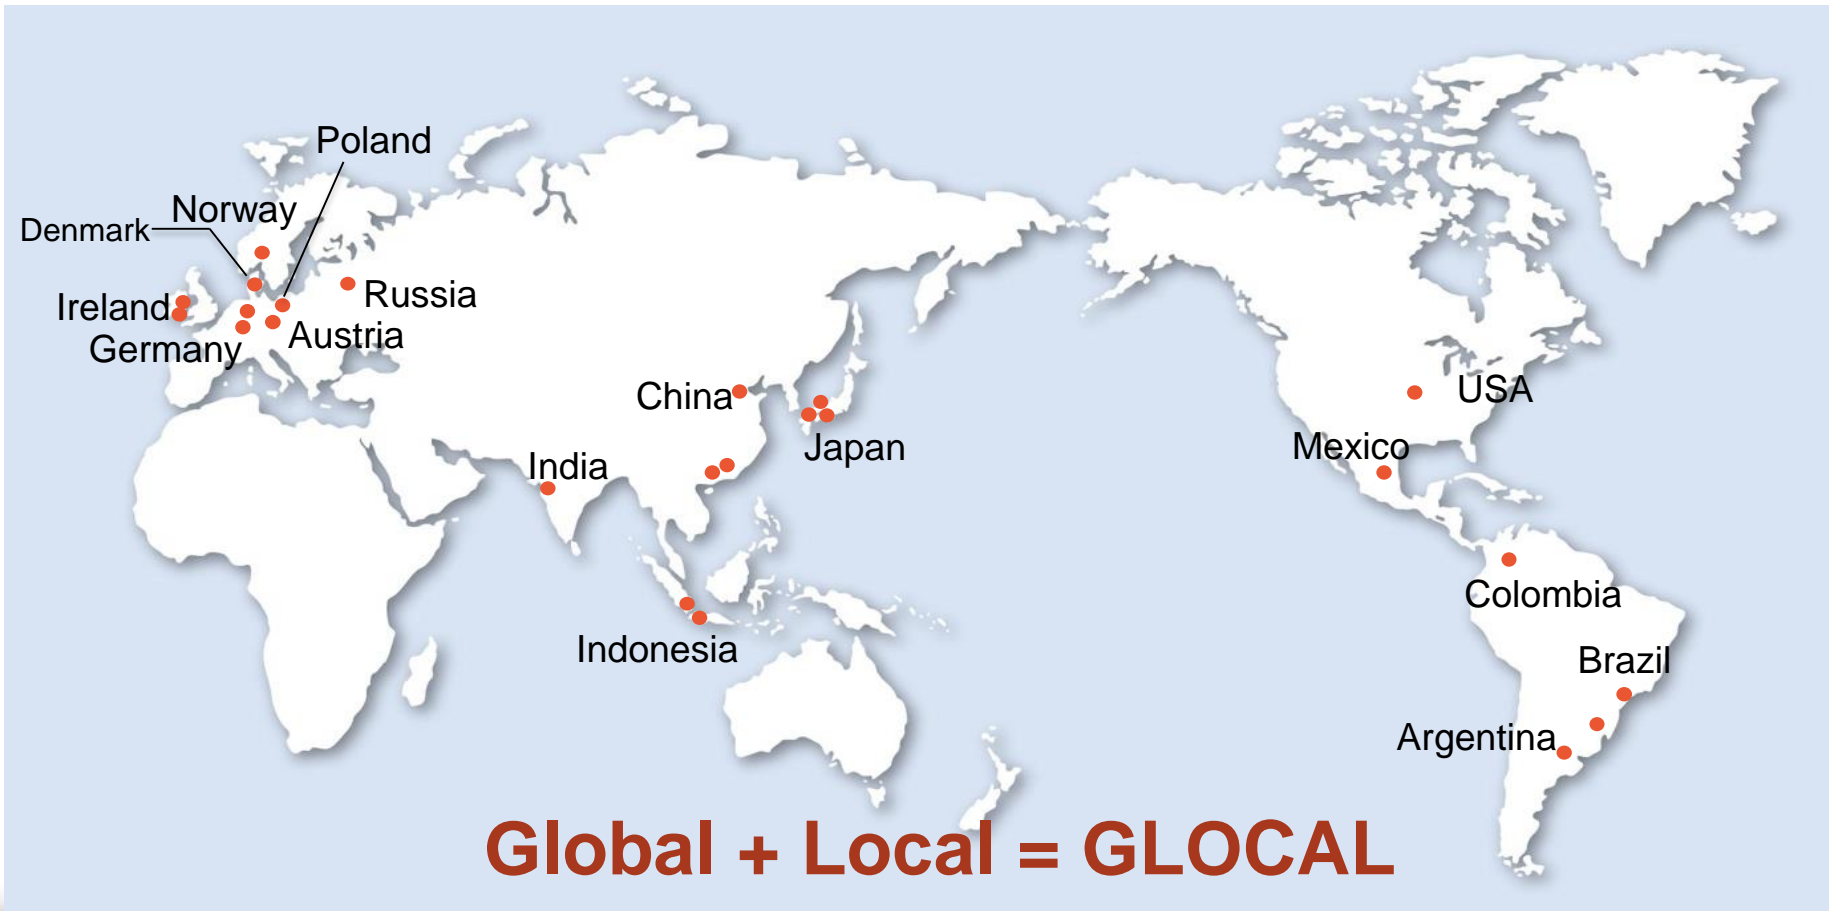 Poland
Norway
Denmark
Ireland
Russia
Austria
Germany
China
USA
Japan
Mexico
India
Colombia
Indonesia
Brazil
Argentina
Global + Local = GLOCAL